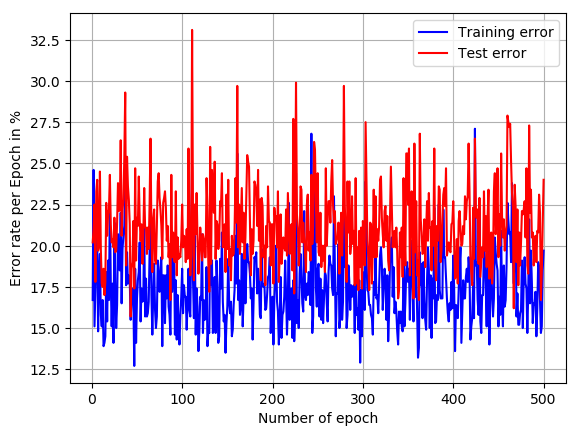 Training error
Test error
32.5
30.0
27.5
25.0
22.5
20.0
17.5
15.0
12.5
Error rate per Epoch in %
0 100 200 300 400 500
Number of epoch